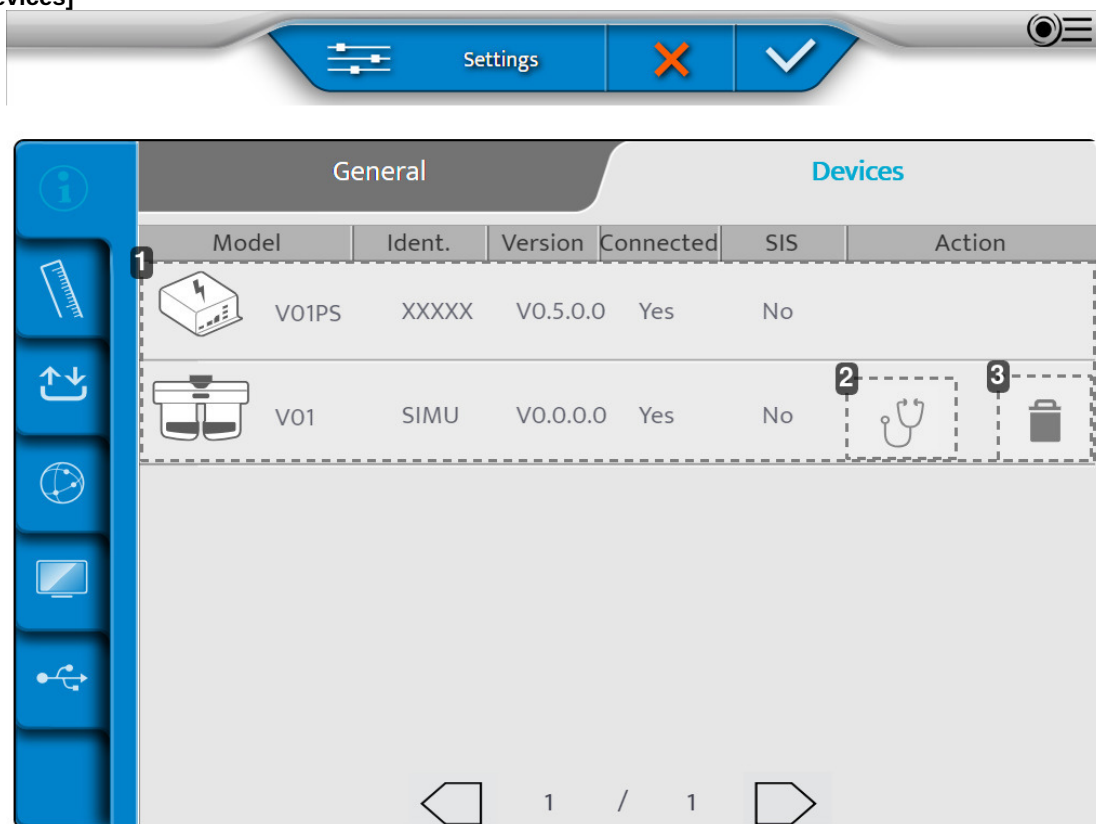 evices]
Settings
General Devices
Model Ident. Version Connected SIS Action
1
V01PS XXXXX V0.5.0.0 Yes No
2 3
V01 SIMU V0.0.0.0 Yes No
1 / 1